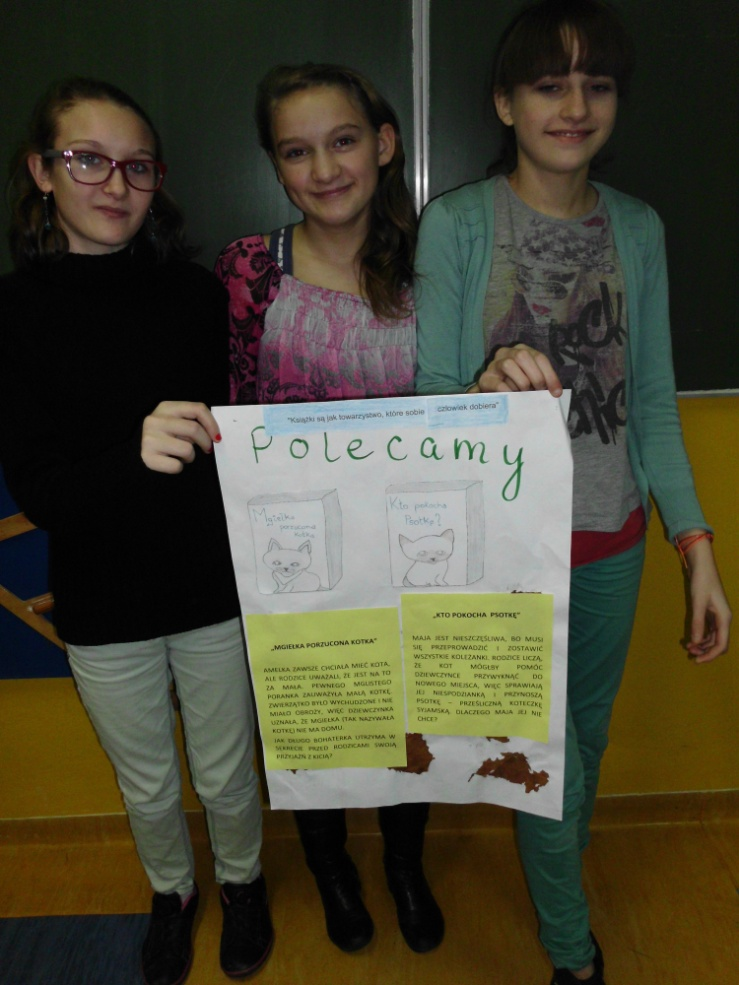 "Książki są jak towarzystwo, które sobie człowiek dobiera"
Polecamy
Mgiełka
porzucona
kotka
Kto pokocha
Psotkę?
„MGIEŁKA PORZUCONA KOTKA"
AMELKA ZAWSZE CHCIAŁA MIEĆ KOTA,
ALE RODZICE UWAŻALI, ŻE JEST NA TO
ZA MAŁA. PEWNEGO MGLISTEGO
PORANKA ZAUWAŻYŁA MAŁĄ KOTKĘ.
ZWIERZĄTKO BYŁO WYCHUDZONE I NIE
MIAŁO OBROŻY, WIĘC DZIEWCZYNKA
UZNAŁA, ŻE MGIEŁKA (TAK NAZYWAŁA
KOTKĘ) NIE MA DOMU.
JAK DŁUGO BOHATERKA UTRZYMA W
SEKRECIE PRZED RODZICAMI SWOJĄ
PRZYJAŹŃ Z KICIĄ?
„KTO POKOCHA PSOTKĘ"
MAJA JEST NIESZCZĘŚLIWA, BO MUSI
SIĘ PRZEPROWADZIĆ I ZOSTAWIĆ
WSZYSTKIE KOLEŻANKI. RODZICE LICZĄ,
ŻE KOT MÓGŁBY POMÓC
DZIEWCZYNCE PRZYWYKNĄĆ DO
NOWEGO MIEJSCA, WIĘC SPRAWIAJĄ
JEJ NIESPODZIANKĘ I PRZYNOSZĄ
PSOTKĘ – PRZEŚLICZNĄ KOTECZKĘ
SYJAMSKĄ. DLACZEGO MAJA JEJ NIE
CHCE?
ROCK